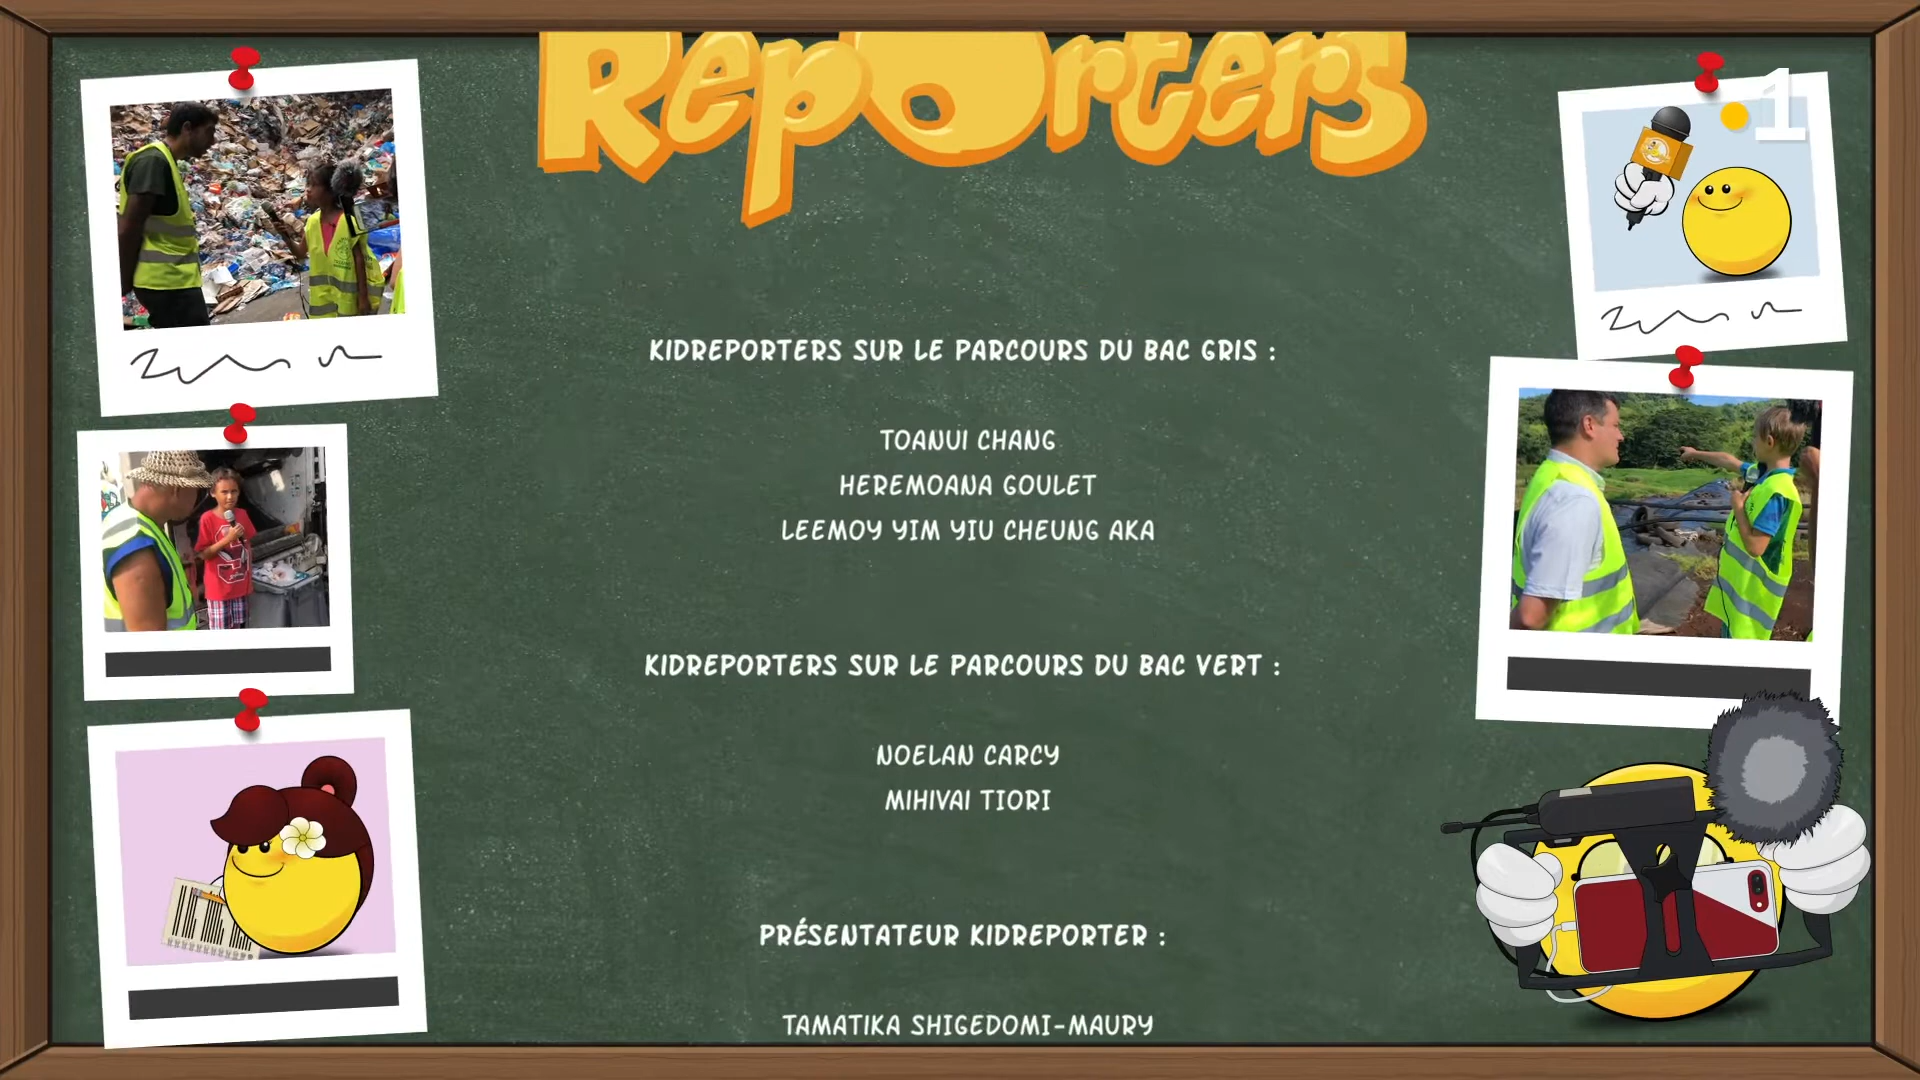 RepOrters
1
KIDREPORTERS SUR LE PARCOURS DU BAC GRIS :
TOANUI CHANG
HEREMOANA GOULET
LEEMOY YIM YIU CHEUNG AKA
KIDREPORTERS SUR LE PARCOURS DU BAC VERT :
NOELAN CARCY
MIHIVAI TIORI
PRÉSENTATEUR KIDREPORTER :
TAMATIKA SHIGEDOMI-MAURY